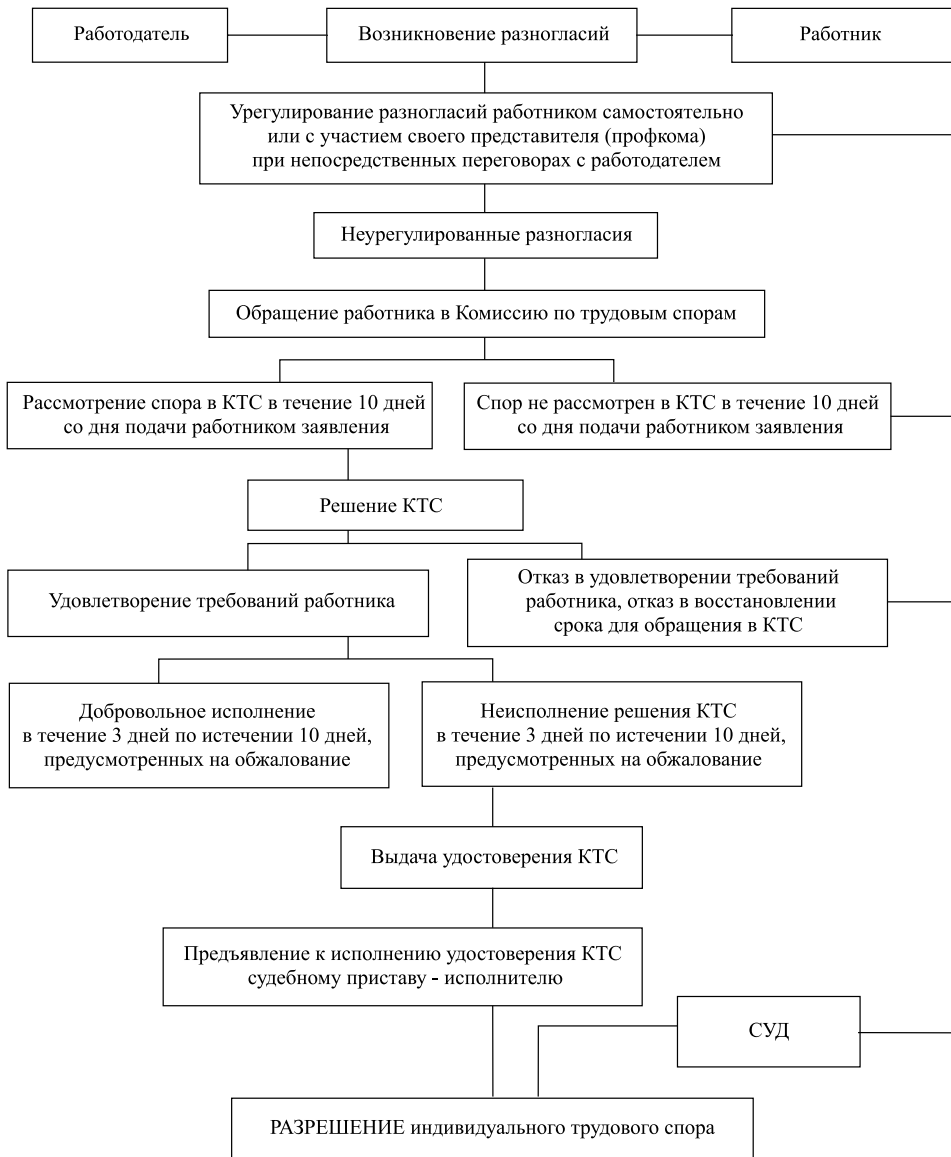 Работодатель
Возникновение разногласий
Работник
Урегулирование разногласий работником самостоятельно
или с участием своего представителя (профкома)
при непосредственных переговорах с работодателем
Неурегулированные разногласия
Обращение работника в Комиссию по трудовым спорам
Рассмотрение спора в КТС в течение 10 дней
со дня подачи работником заявления
Спор не рассмотрен в КТС в течение 10 дней
со дня подачи работником заявления
Решение КТС
Удовлетворение требований работника
Отказ в удовлетворении требований
работника, отказ в восстановлении
срока для обращения в КТС
Добровольное исполнение
в течение 3 дней по истечении 10 дней,
предусмотренных на обжалование
Неисполнение решения КТС
в течение 3 дней по истечении 10 дней,
предусмотренных на обжалование
Выдача удостоверения КТС
Предъявление к исполнению удостоверения КТС
судебному приставу - исполнителю
СУД
РАЗРЕШЕНИЕ индивидуального трудового спора